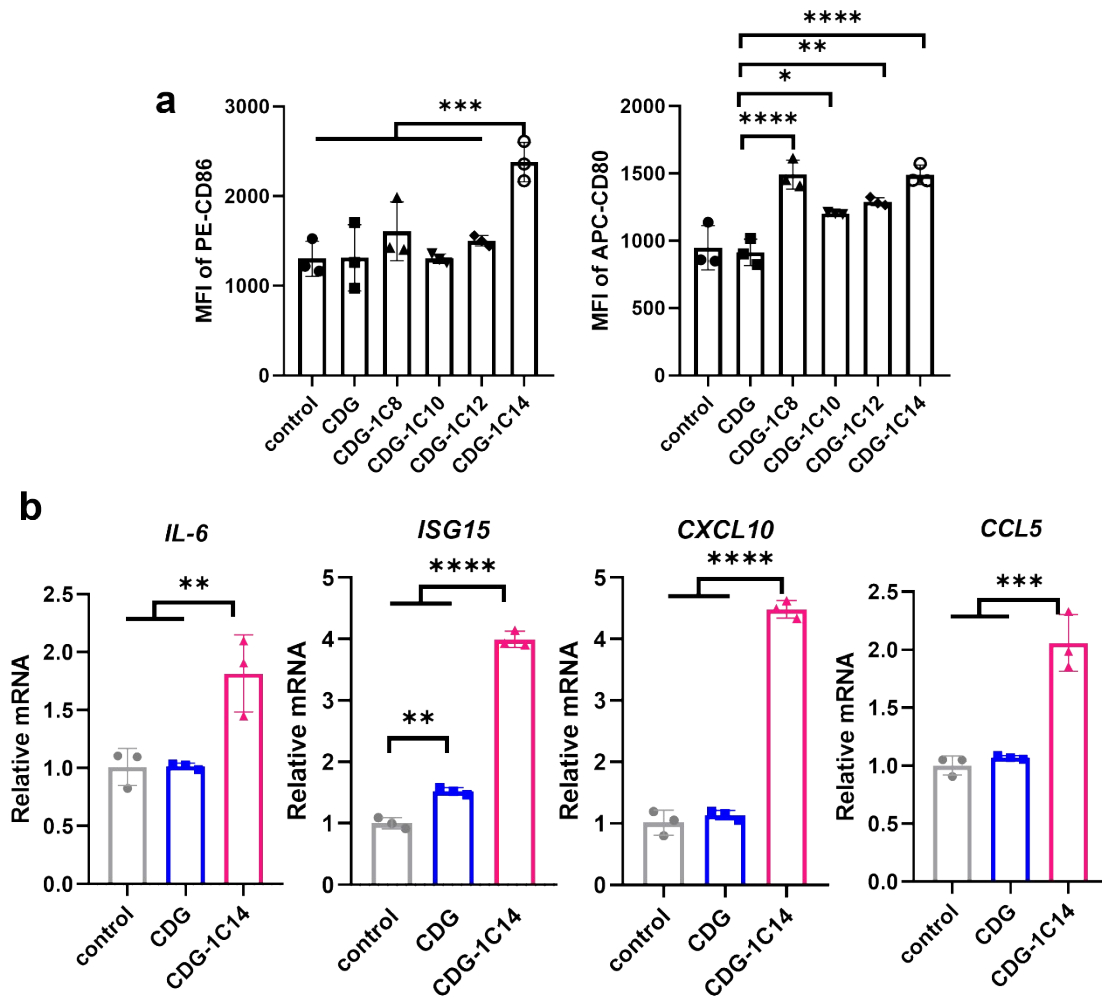 a
****
**
*
****
***
MFI of PE-CD86
3000
2000
1000
0
control
CDG
CDG-1C8
CDG-1C10
CDG-1C12
CDG-1C14
MFI of APC-CD80
2000
1500
1000
500
0
control
CDG
CDG-1C8
CDG-1C10
CDG-1C12
CDG-1C14
b
IL-6
**
Relative mRNA
2.5
2.0
1.5
1.0
0.5
0.0
control
CDG
CDG-1C14
ISG15
****
**
Relative mRNA
5
4
3
2
1
0
control
CDG
CDG-1C14
CXCL10
****
Relative mRNA
5
4
3
2
1
0
control
CDG
CDG-1C14
CCL5
***
Relative mRNA
2.5
2.0
1.5
1.0
0.5
0.0
control
CDG
CDG-1C14